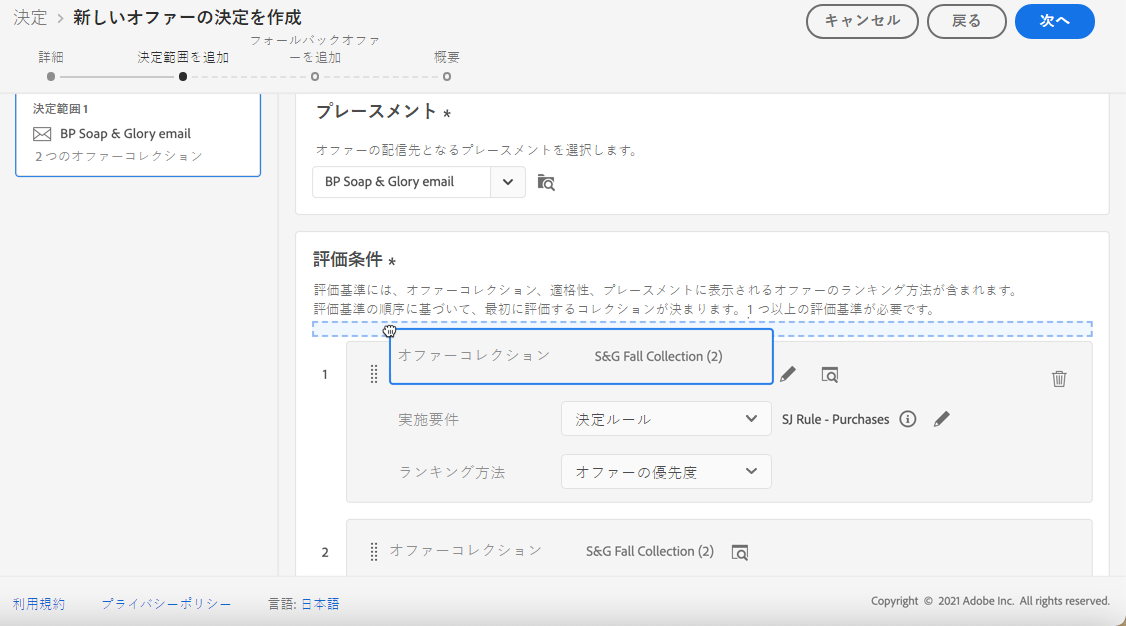 決定 > 新しいオファーの決定を作成
キャンセル
戻る
次へ
詳細
決定範囲を追加
フォールバックオファ
ーを追加
概要
決定範囲 1
BP Soap & Glory email
2 つのオファーコレクション
プレースメント *
オファーの配信先となるプレースメントを選択します。
BP Soap & Glory email
評価条件 *
評価基準には、オファーコレクション、適格性、プレースメントに表示されるオファーのランキング方法が含まれます。
評価基準の順序に基づいて、最初に評価するコレクションが決まります。1 つ以上の評価基準が必要です。
1
オファーコレクション
S&G Fall Collection (2)
実施要件
決定ルール
SJ Rule - Purchases
ランキング方法
オファーの優先度
2
オファーコレクション
S&G Fall Collection (2)
利用規約
プライバシーポリシー
言語: 日本語
Copyright © 2021 Adobe Inc. All rights reserved.